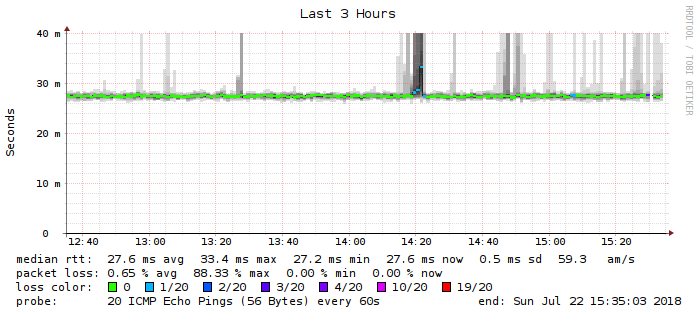 Last 3 Hours
RRDTOOL / TOBI OETIKER
Seconds
40 m
30 m
20 m
10 m
0
12:40 13:00 13:20 13:40 14:00 14:20 14:40 15:00 15:20
median rtt: 27.6 ms avg 33.4 ms max 27.2 ms min 27.6 ms now 0.5 ms sd 59.3 am/s
packet loss: 0.65 % avg 88.33 % max 0.00 % min 0.00 % now
loss color: 0 1/20 2/20 3/20 4/20 10/20 19/20
probe: 20 ICMP Echo Pings (56 Bytes) every 60s end: Sun Jul 22 15:35:03 2018